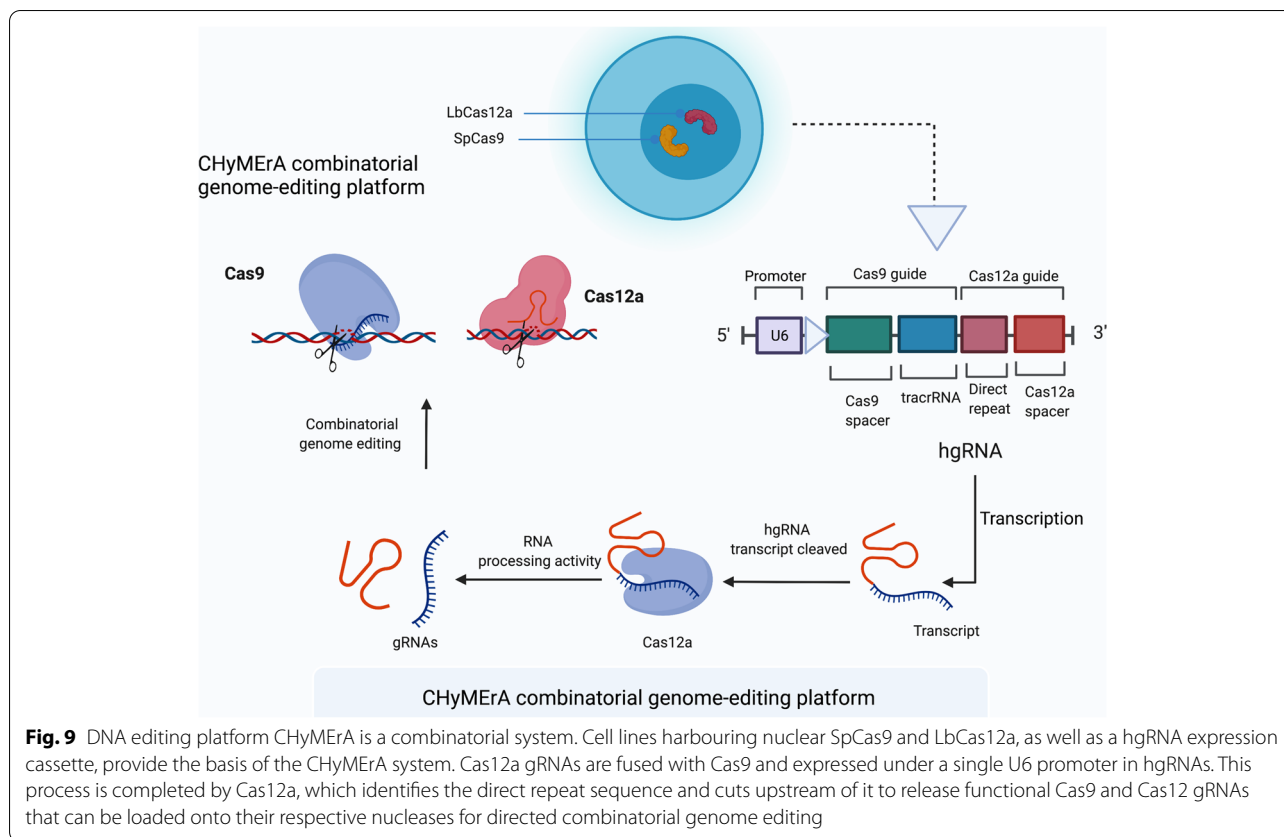 LbCas12a
SpCas9
CHyMErA combinatorial
genome-editing platform
Cas9
Cas12a
Promoter
Cas9 guide
Cas12a guide
5'
U6
3'
Cas9
spacer
tracrRNA
Direct
repeat
Cas12a
spacer
hgRNA
Transcription
Combinatorial
genome editing
RNA
processing activity
hgRNA
transcript cleaved
gRNAs
Cas12a
Transcript
CHyMErA combinatorial genome-editing platform
Fig. 9 DNA editing platform CHyMErA is a combinatorial system. Cell lines harbouring nuclear SpCas9 and LbCas12a, as well as a hgRNA expression
cassette, provide the basis of the CHyMErA system. Cas12a gRNAs are fused with Cas9 and expressed under a single U6 promoter in hgRNAs. This
process is completed by Cas12a, which identifies the direct repeat sequence and cuts upstream of it to release functional Cas9 and Cas12 gRNAs
that can be loaded onto their respective nucleases for directed combinatorial genome editing